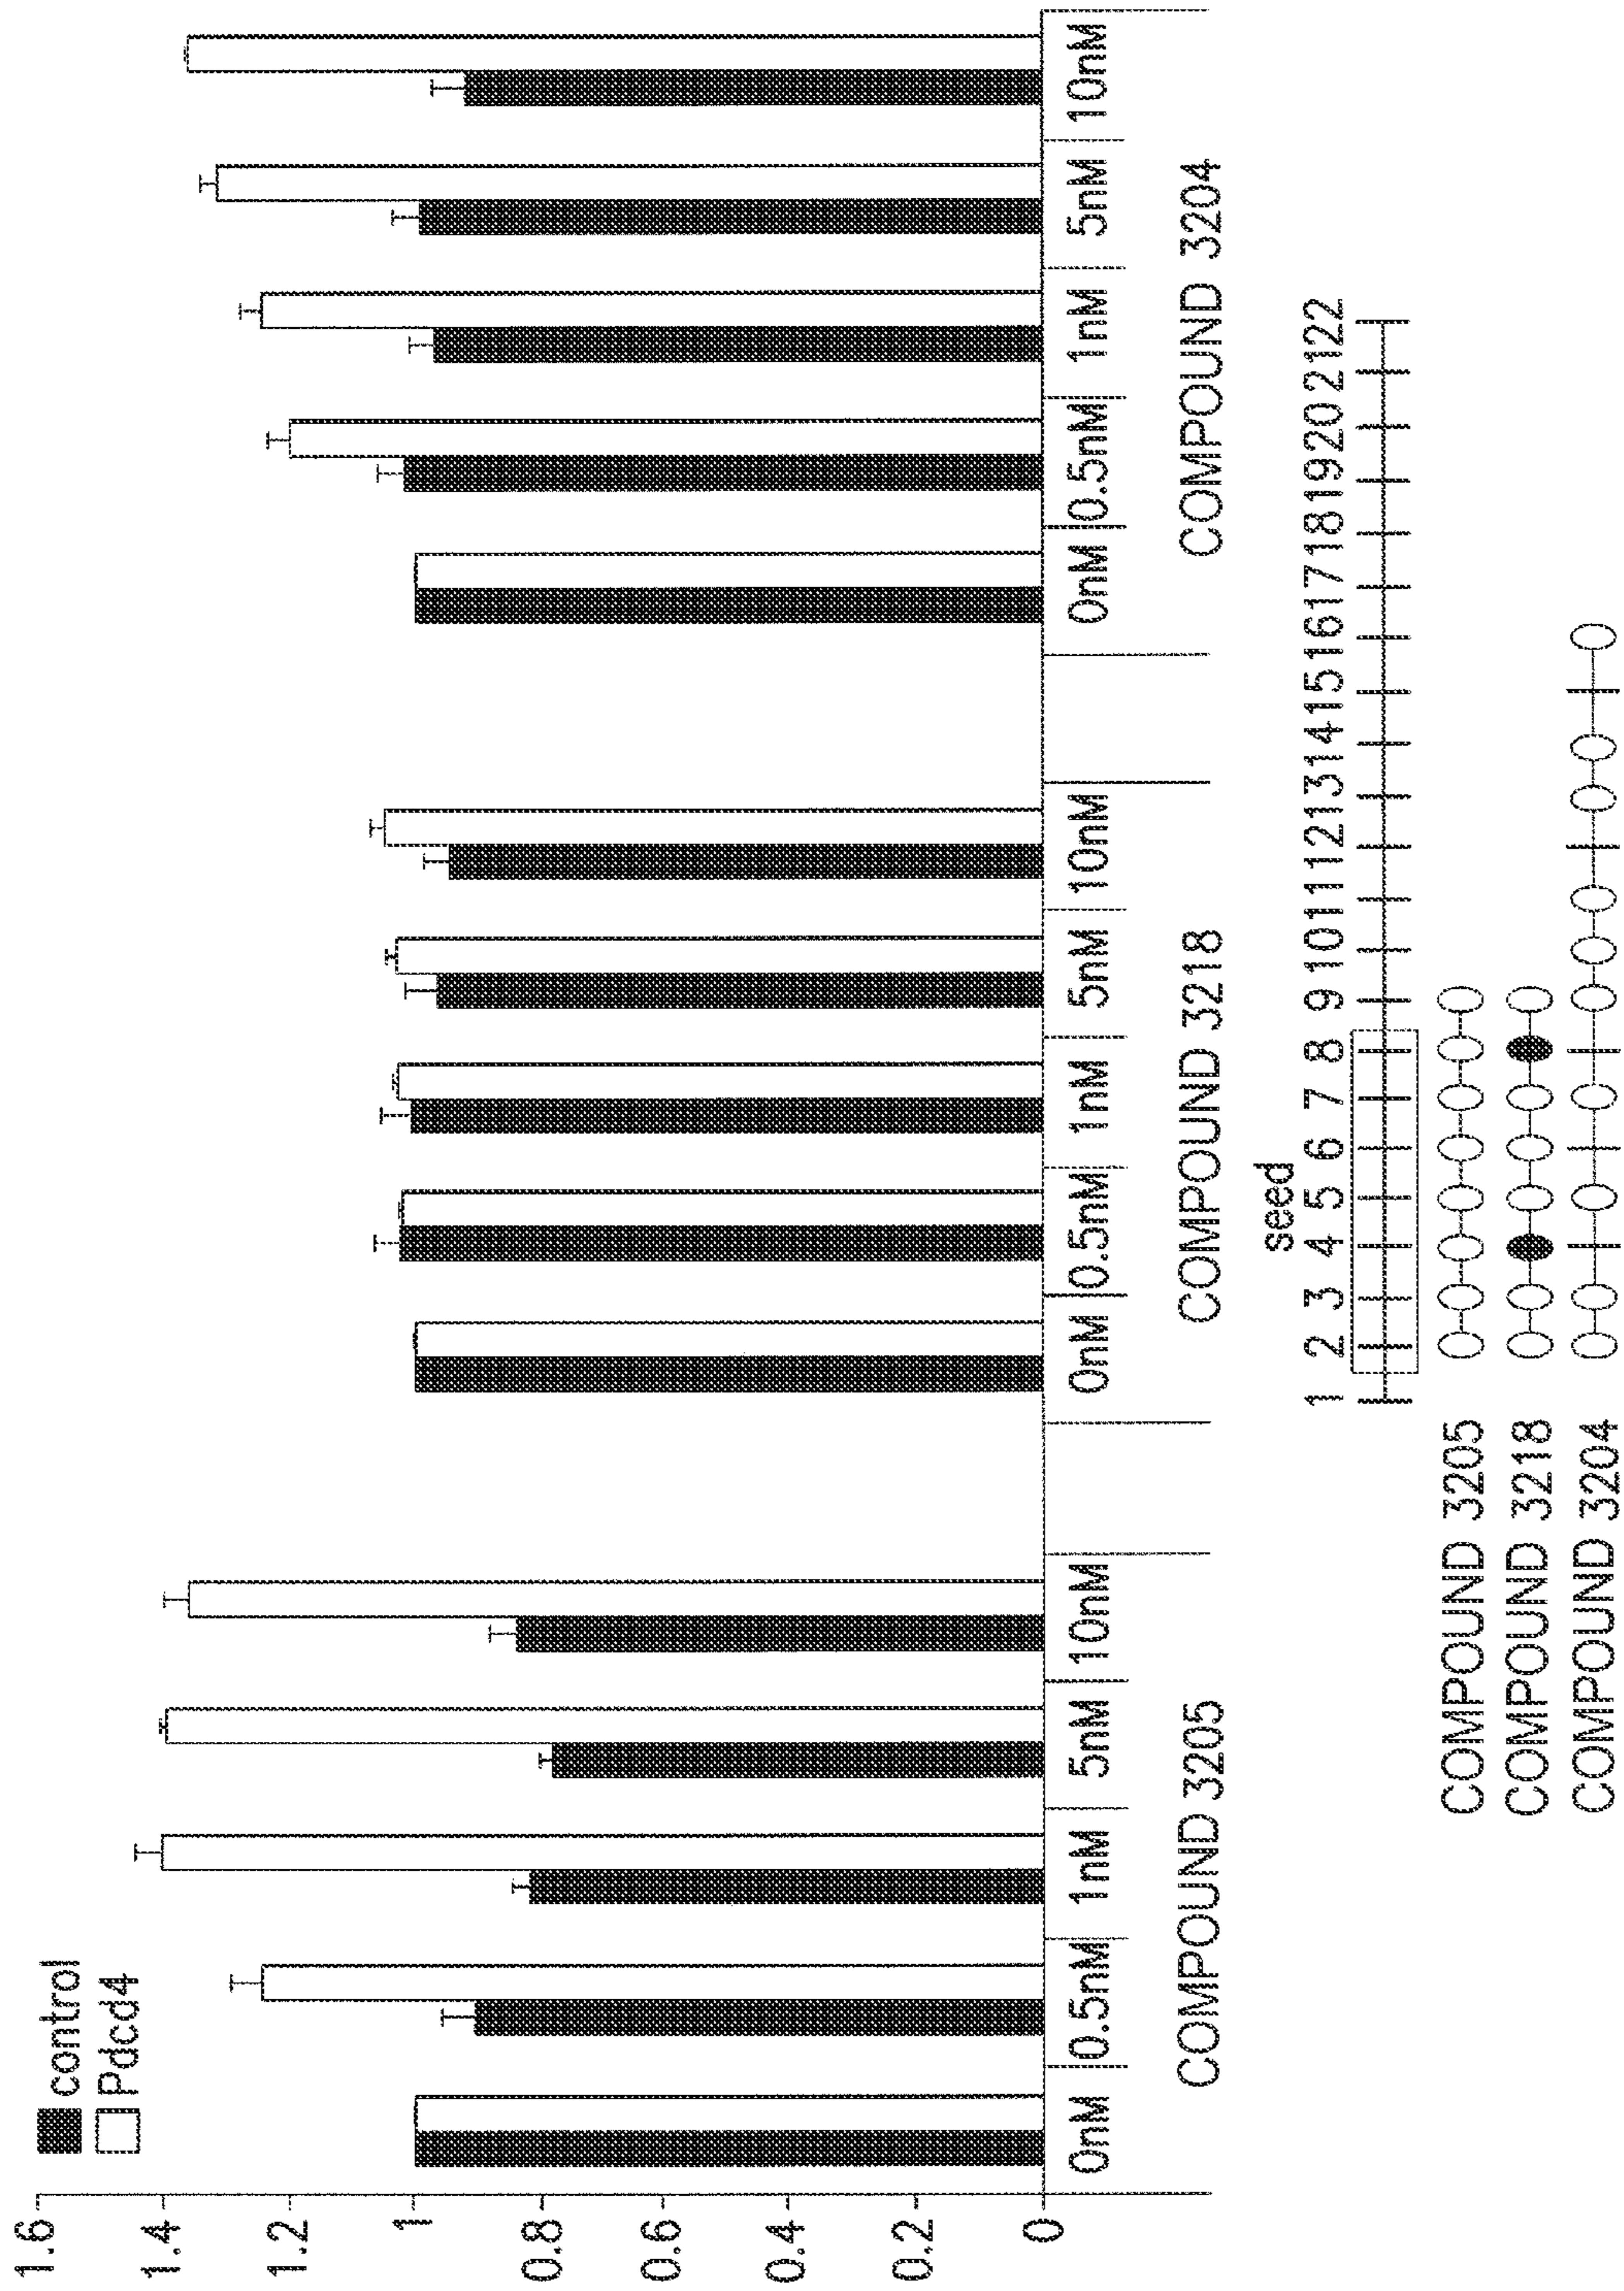 control
Pdcd4
1.6
1.4
1.2
1
0.8
0.6
0.4
0.2
0
0nM 0.5nM 1nM 5nM 10nM 0nM 0.5nM 1nM 5nM 10nM 0nM 0.5nM 1nM 5nM 10nM
COMPOUND 3205 COMPOUND 3218 COMPOUND 3204
seed
1 2 3 4 5 6 7 8 9 10 11 12 13 14 15 16 17 18 19 20 21 22
COMPOUND 3205
COMPOUND 3218
COMPOUND 3204